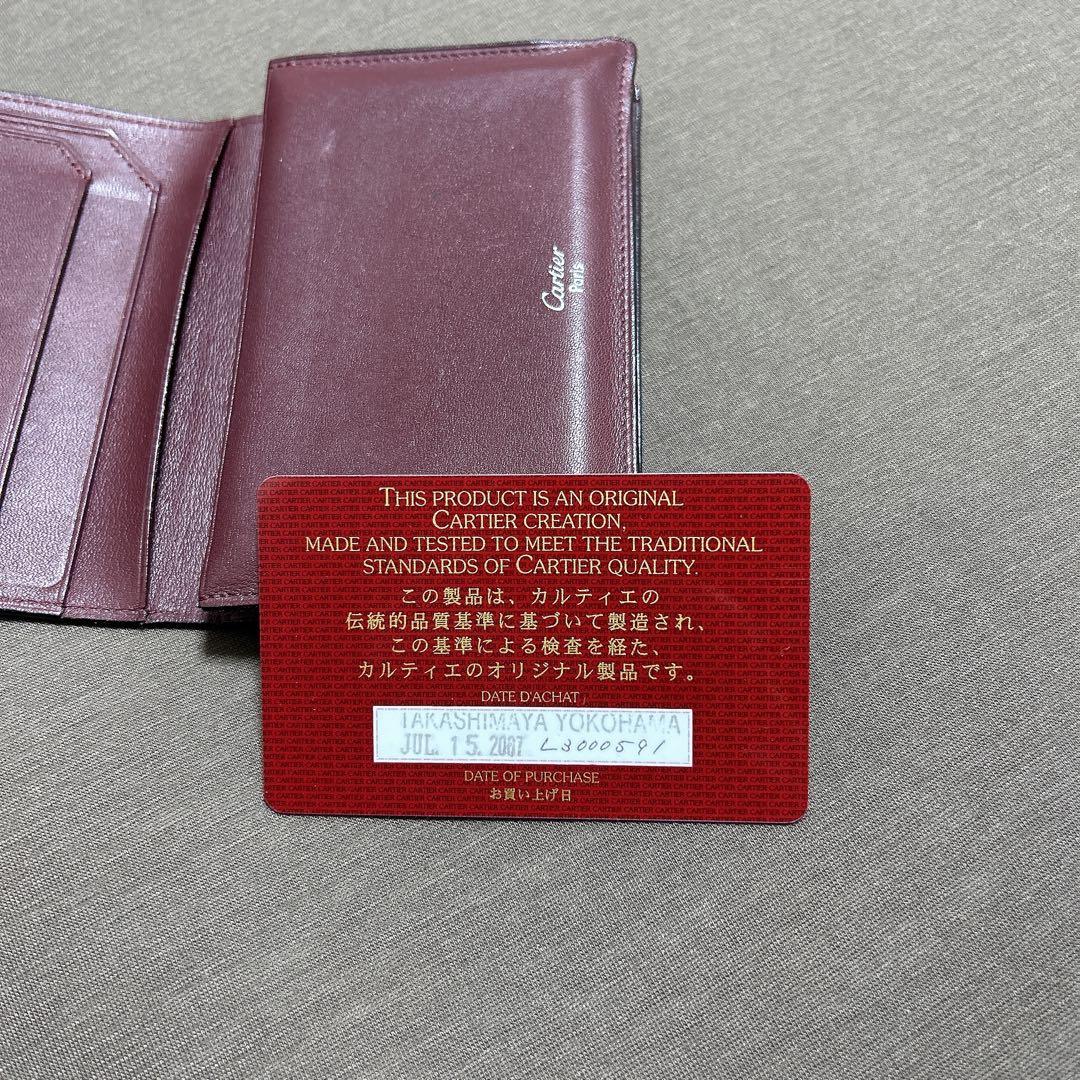 Cartier
Paris
THIS PRODUCT IS AN ORIGINAL
CARTIER CREATION,
MADE AND TESTED TO MEET THE TRADITIONAL
STANDARDS OF CARTIER QUALITY.
この製品は、カルティエの
伝統的品質基準に基づいて製造され、
この基準による検査を経た、
カルティエのオリジナル製品です。
DATE D'ACHAT
TAKASHIMAYA YOKOHAMA
JUL. 15. 2007 L3000591
DATE OF PURCHASE
お買い上げ日